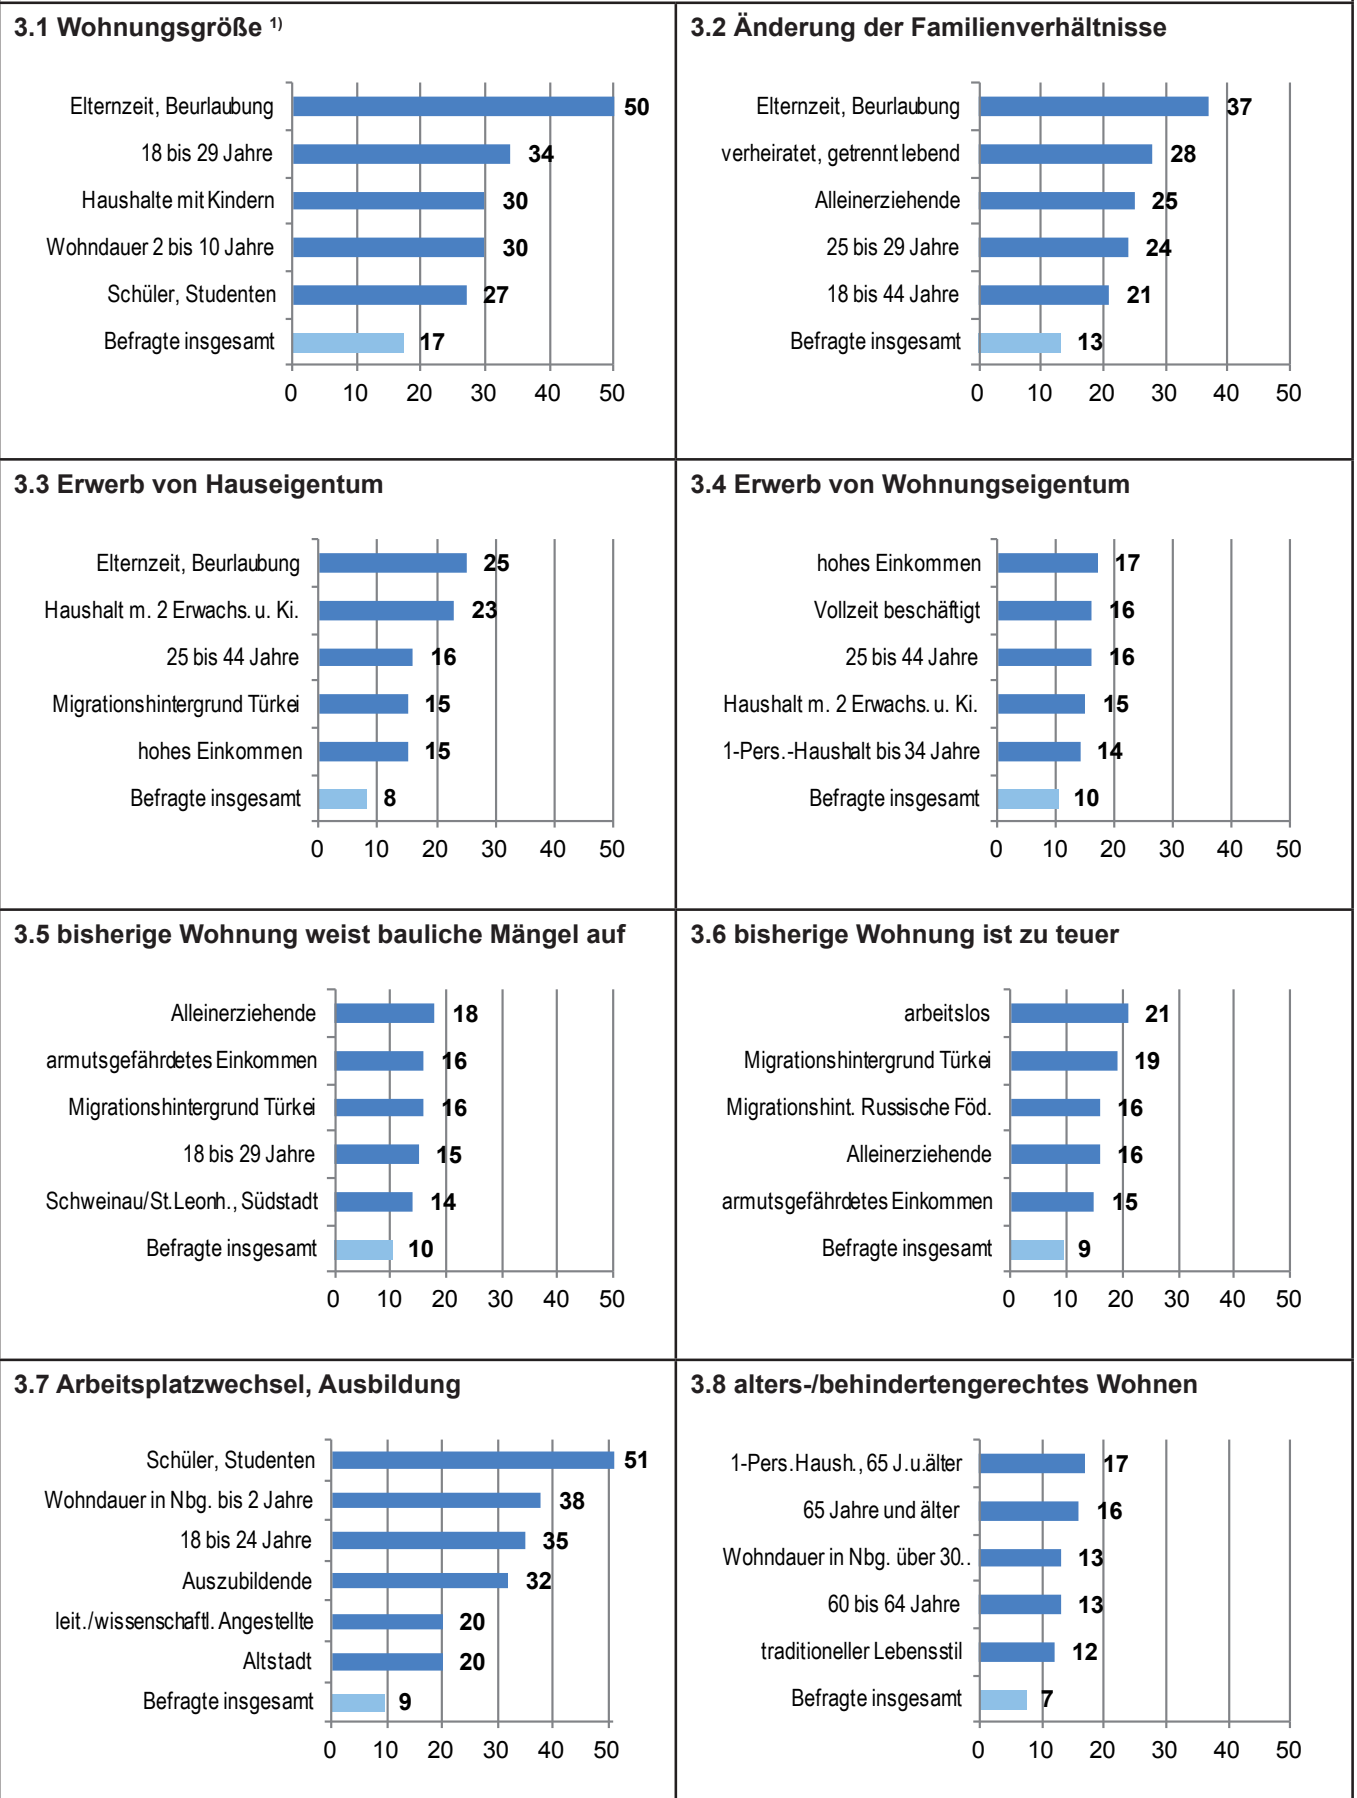 3.1 Wohnungsgröße ¹⁾
Elternzeit, Beurlaubung 50
18 bis 29 Jahre 34
Haushalte mit Kindern 30
Wohndauer 2 bis 10 Jahre 30
Schüler, Studenten 27
Befragte insgesamt 17
0 10 20 30 40 50
3.2 Änderung der Familienverhältnisse
Elternzeit, Beurlaubung 37
verheiratet, getrennt lebend 28
Alleinerziehende 25
25 bis 29 Jahre 24
18 bis 44 Jahre 21
Befragte insgesamt 13
0 10 20 30 40 50
3.3 Erwerb von Hauseigentum
Elternzeit, Beurlaubung 25
Haushalt m. 2 Erwachs. u. Ki. 23
25 bis 44 Jahre 16
Migrationshintergrund Türkei 15
hohes Einkommen 15
Befragte insgesamt 8
0 10 20 30 40 50
3.4 Erwerb von Wohnungseigentum
hohes Einkommen 17
Vollzeit beschäftigt 16
25 bis 44 Jahre 16
Haushalt m. 2 Erwachs. u. Ki. 15
1-Pers.-Haushalt bis 34 Jahre 14
Befragte insgesamt 10
0 10 20 30 40 50
3.5 bisherige Wohnung weist bauliche Mängel auf
Alleinerziehende 18
armutsgefährdetes Einkommen 16
Migrationshintergrund Türkei 16
18 bis 29 Jahre 15
Schweinau/St.Leonh., Südstadt 14
Befragte insgesamt 10
0 10 20 30 40 50
3.6 bisherige Wohnung ist zu teuer
arbeitslos 21
Migrationshintergrund Türkei 19
Migrationshint. Russische Föd. 16
Alleinerziehende 16
armutsgefährdetes Einkommen 15
Befragte insgesamt 9
0 10 20 30 40 50
3.7 Arbeitsplatzwechsel, Ausbildung
Schüler, Studenten 51
Wohndauer in Nbg. bis 2 Jahre 38
18 bis 24 Jahre 35
Auszubildende 32
leit./wissenschaftl. Angestellte 20
Altstadt 20
Befragte insgesamt 9
0 10 20 30 40 50
3.8 alters-/behindertengerechtes Wohnen
1-Pers.Haush., 65 J.u.älter 17
65 Jahre und älter 16
Wohndauer in Nbg. über 30.. 13
60 bis 64 Jahre 13
traditioneller Lebensstil 12
Befragte insgesamt 7
0 10 20 30 40 50